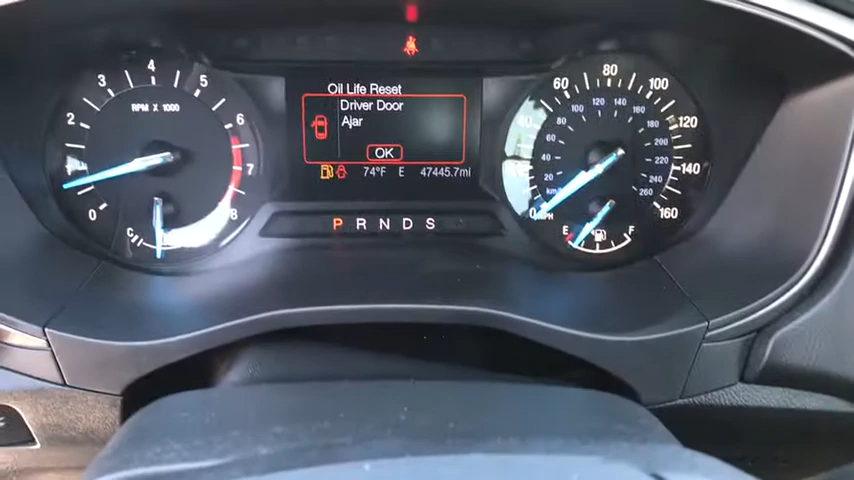 Oil Life Reset
Driver Door
Ajar
OK
74°F E 47445.7mi
P R N D S
RPM X 1000
0
2
3
4
5
6
7
8
C
60
80
100
120
140
160
40
0
MPH
20
40
60
80
100
120
140
160
180
200
220
240
260
km/h
E F